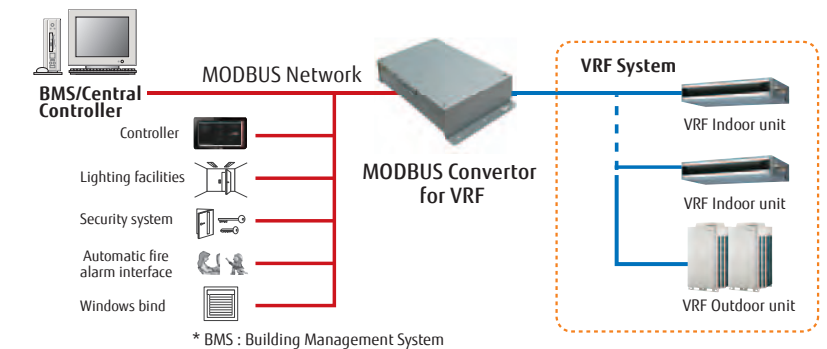 BMS/Central
Controller
MODBUS Network
Controller
Lighting facilities
Security system
Automatic fire
alarm interface
Windows bind
* BMS : Building Management System
MODBUS Convertor
for VRF
VRF System
VRF Indoor unit
VRF Indoor unit
VRF Outdoor unit